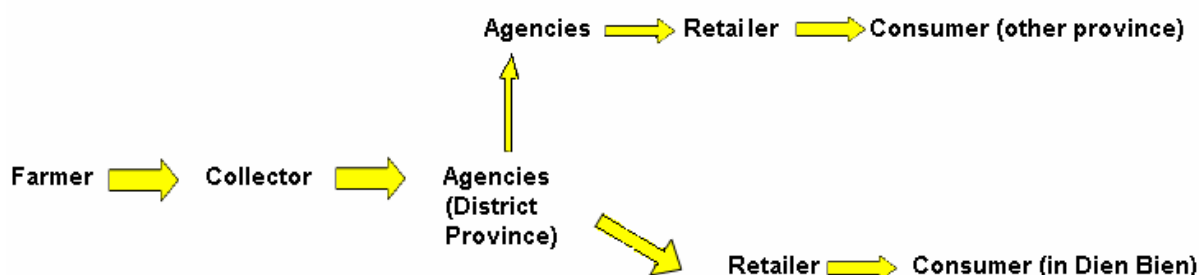 Agencies Retailer Consumer (other province)
Farmer Collector Agencies
(District
Province)
Retailer Consumer (in Dien Bien)